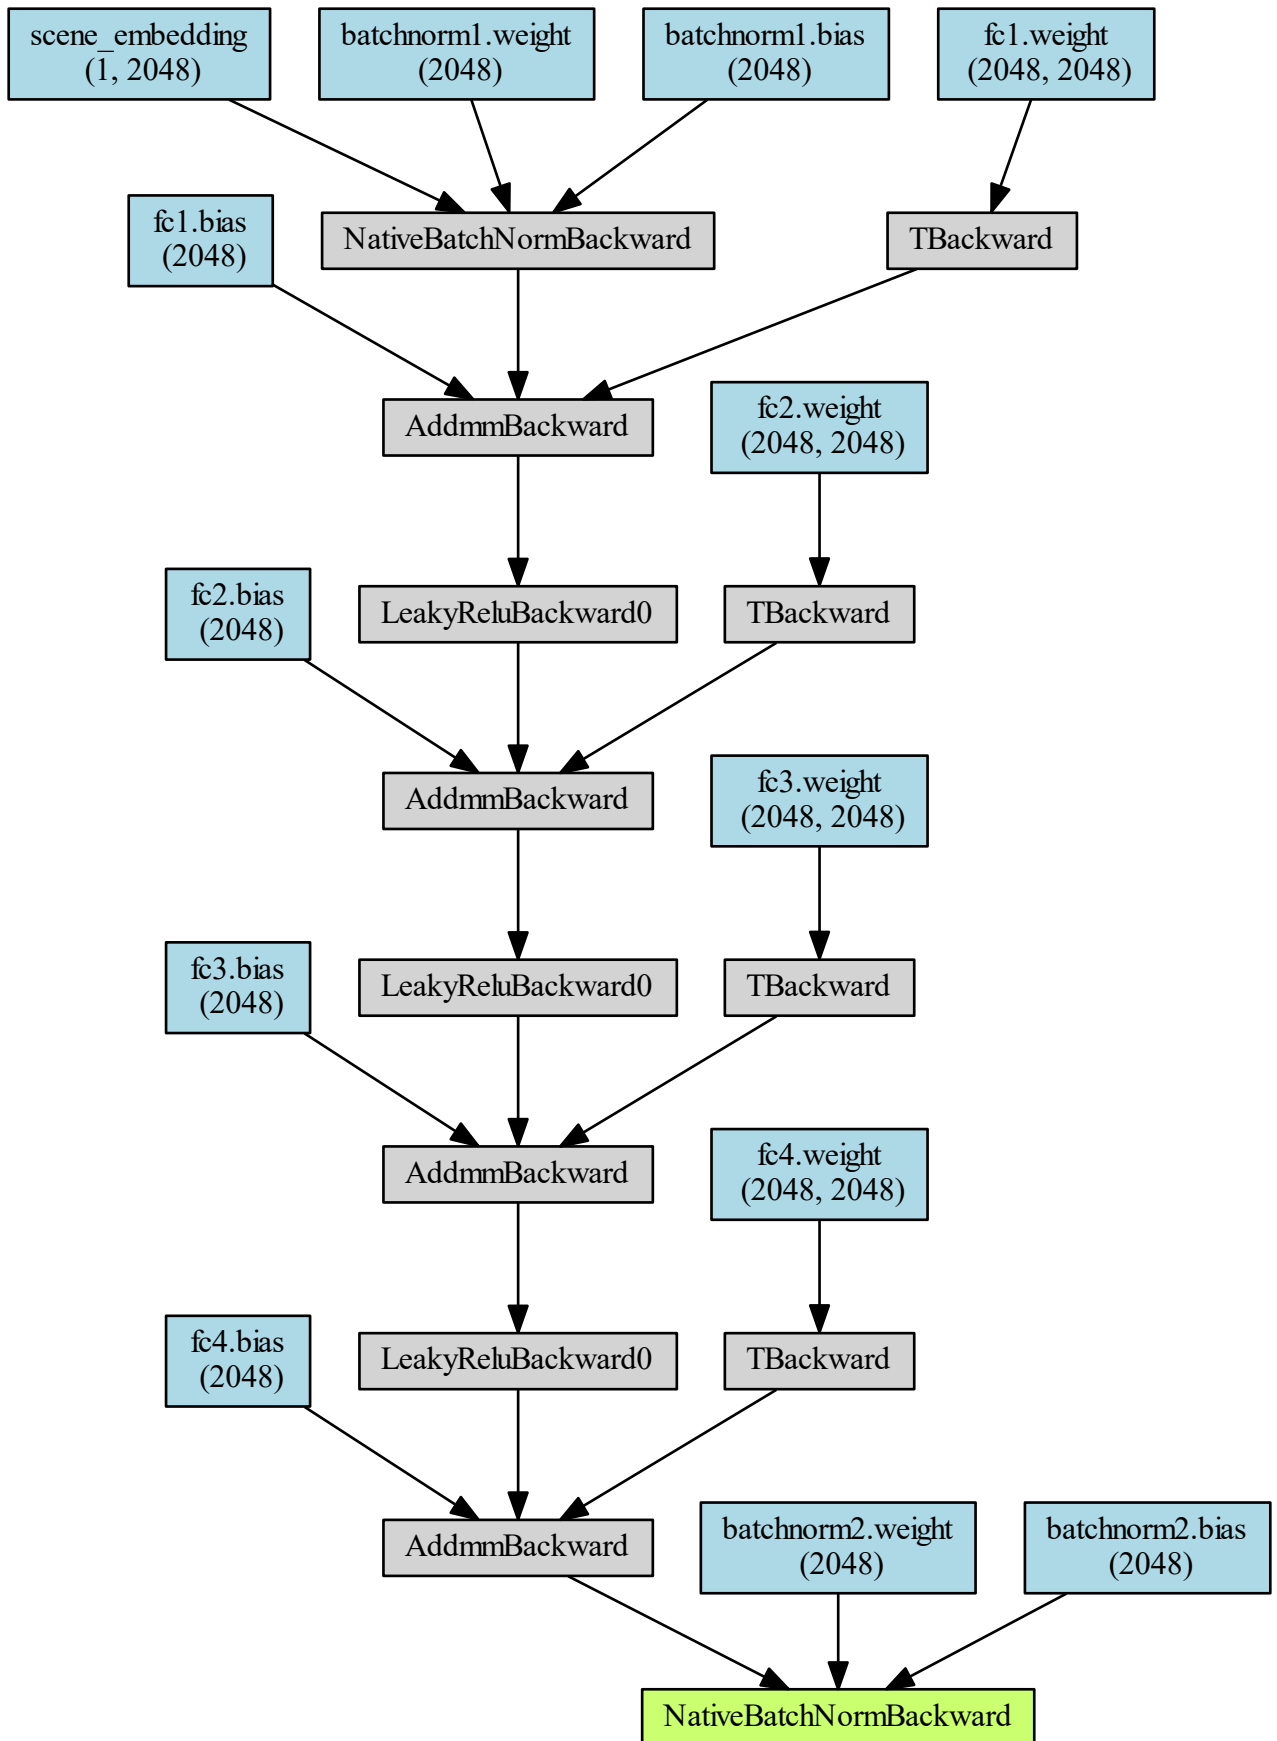 scene_embedding
(1, 2048)
batchnorm1.weight
(2048)
batchnorm1.bias
(2048)
fc1.weight
(2048, 2048)
fc1.bias
(2048)
NativeBatchNormBackward
TBackward
AddmmBackward
fc2.weight
(2048, 2048)
fc2.bias
(2048)
LeakyReluBackward0
TBackward
AddmmBackward
fc3.weight
(2048, 2048)
fc3.bias
(2048)
LeakyReluBackward0
TBackward
AddmmBackward
fc4.weight
(2048, 2048)
fc4.bias
(2048)
LeakyReluBackward0
TBackward
AddmmBackward
batchnorm2.weight
(2048)
batchnorm2.bias
(2048)
NativeBatchNormBackward